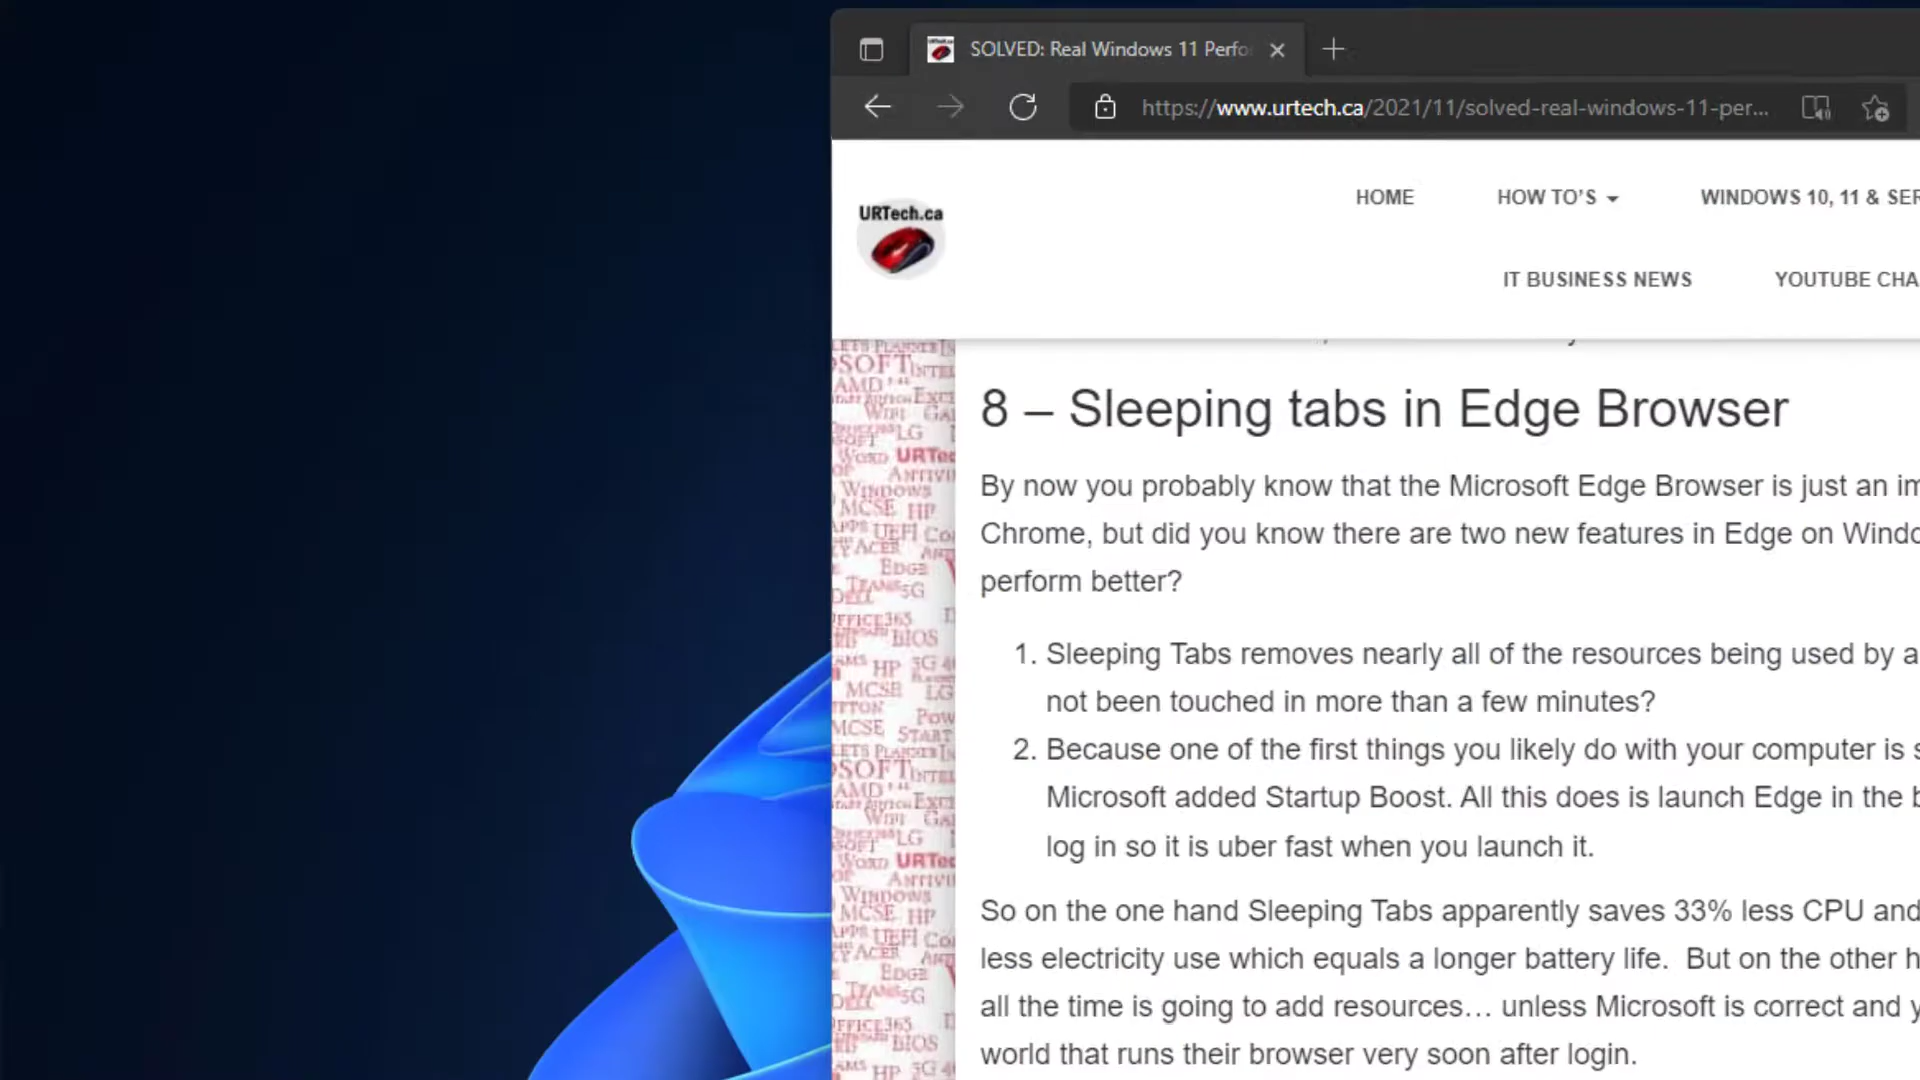 SOLVED: Real Windows 11 Perfo
https://www.urtech.ca/2021/11/solved-real-windows-11-per...
URTech.ca
HOME
HOW TO'S
WINDOWS 10, 11 & SER
IT BUSINESS NEWS
YOUTUBE CHA
8 – Sleeping tabs in Edge Browser
By now you probably know that the Microsoft Edge Browser is just an im
Chrome, but did you know there are two new features in Edge on Windo
perform better?
1. Sleeping Tabs removes nearly all of the resources being used by a
not been touched in more than a few minutes?
2. Because one of the first things you likely do with your computer is s
Microsoft added Startup Boost. All this does is launch Edge in the b
log in so it is uber fast when you launch it.
So on the one hand Sleeping Tabs apparently saves 33% less CPU and
less electricity use which equals a longer battery life. But on the other h
all the time is going to add resources… unless Microsoft is correct and y
world that runs their browser very soon after login.